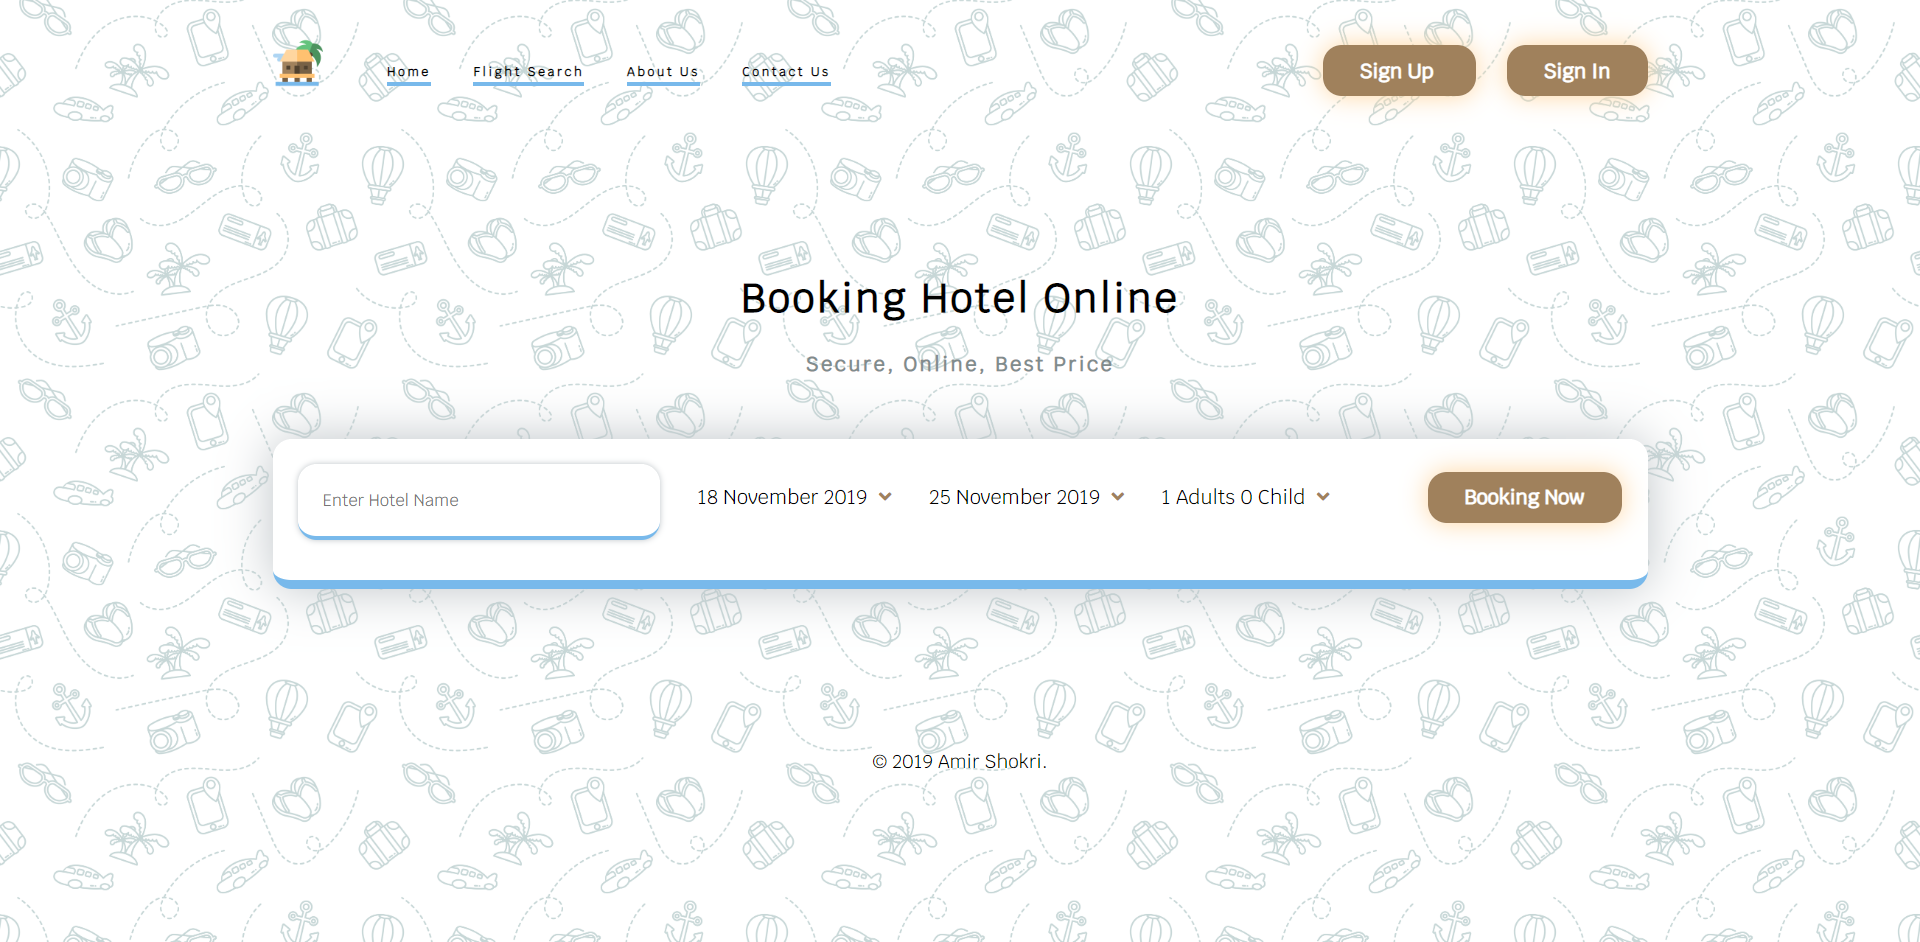 Home
Flight Search
About Us
Contact Us
Sign Up
Sign In
Booking Hotel Online
Secure, Online, Best Price
Enter Hotel Name
18 November 2019
25 November 2019
1 Adults 0 Child
Booking Now
© 2019 Amir Shokri.